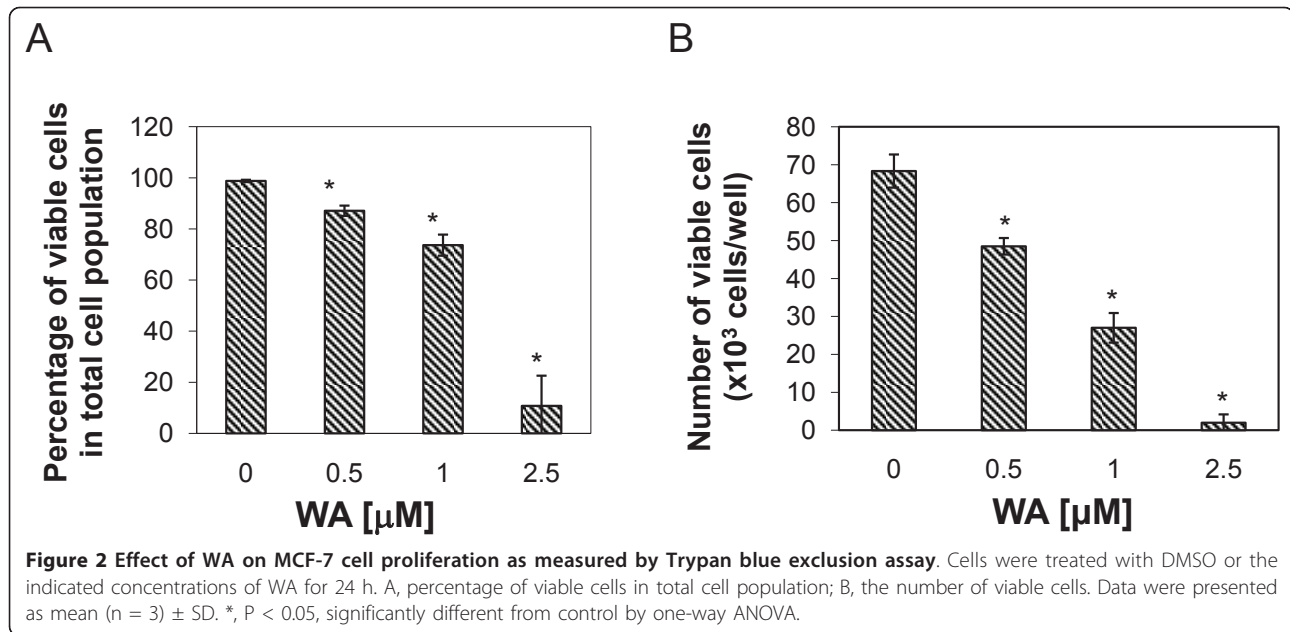 A
Percentage of viable cells
in total cell population
120
100
80
60
40
20
0
*
*
*
0 0.5 1 2.5
WA [μM]
B
Number of viable cells
(x10³ cells/well)
80
70
60
50
40
30
20
10
0
*
*
*
0 0.5 1 2.5
WA [µM]
Figure 2 Effect of WA on MCF-7 cell proliferation as measured by Trypan blue exclusion assay. Cells were treated with DMSO or the
indicated concentrations of WA for 24 h. A, percentage of viable cells in total cell population; B, the number of viable cells. Data were presented
as mean (n = 3) ± SD. *, P < 0.05, significantly different from control by one-way ANOVA.